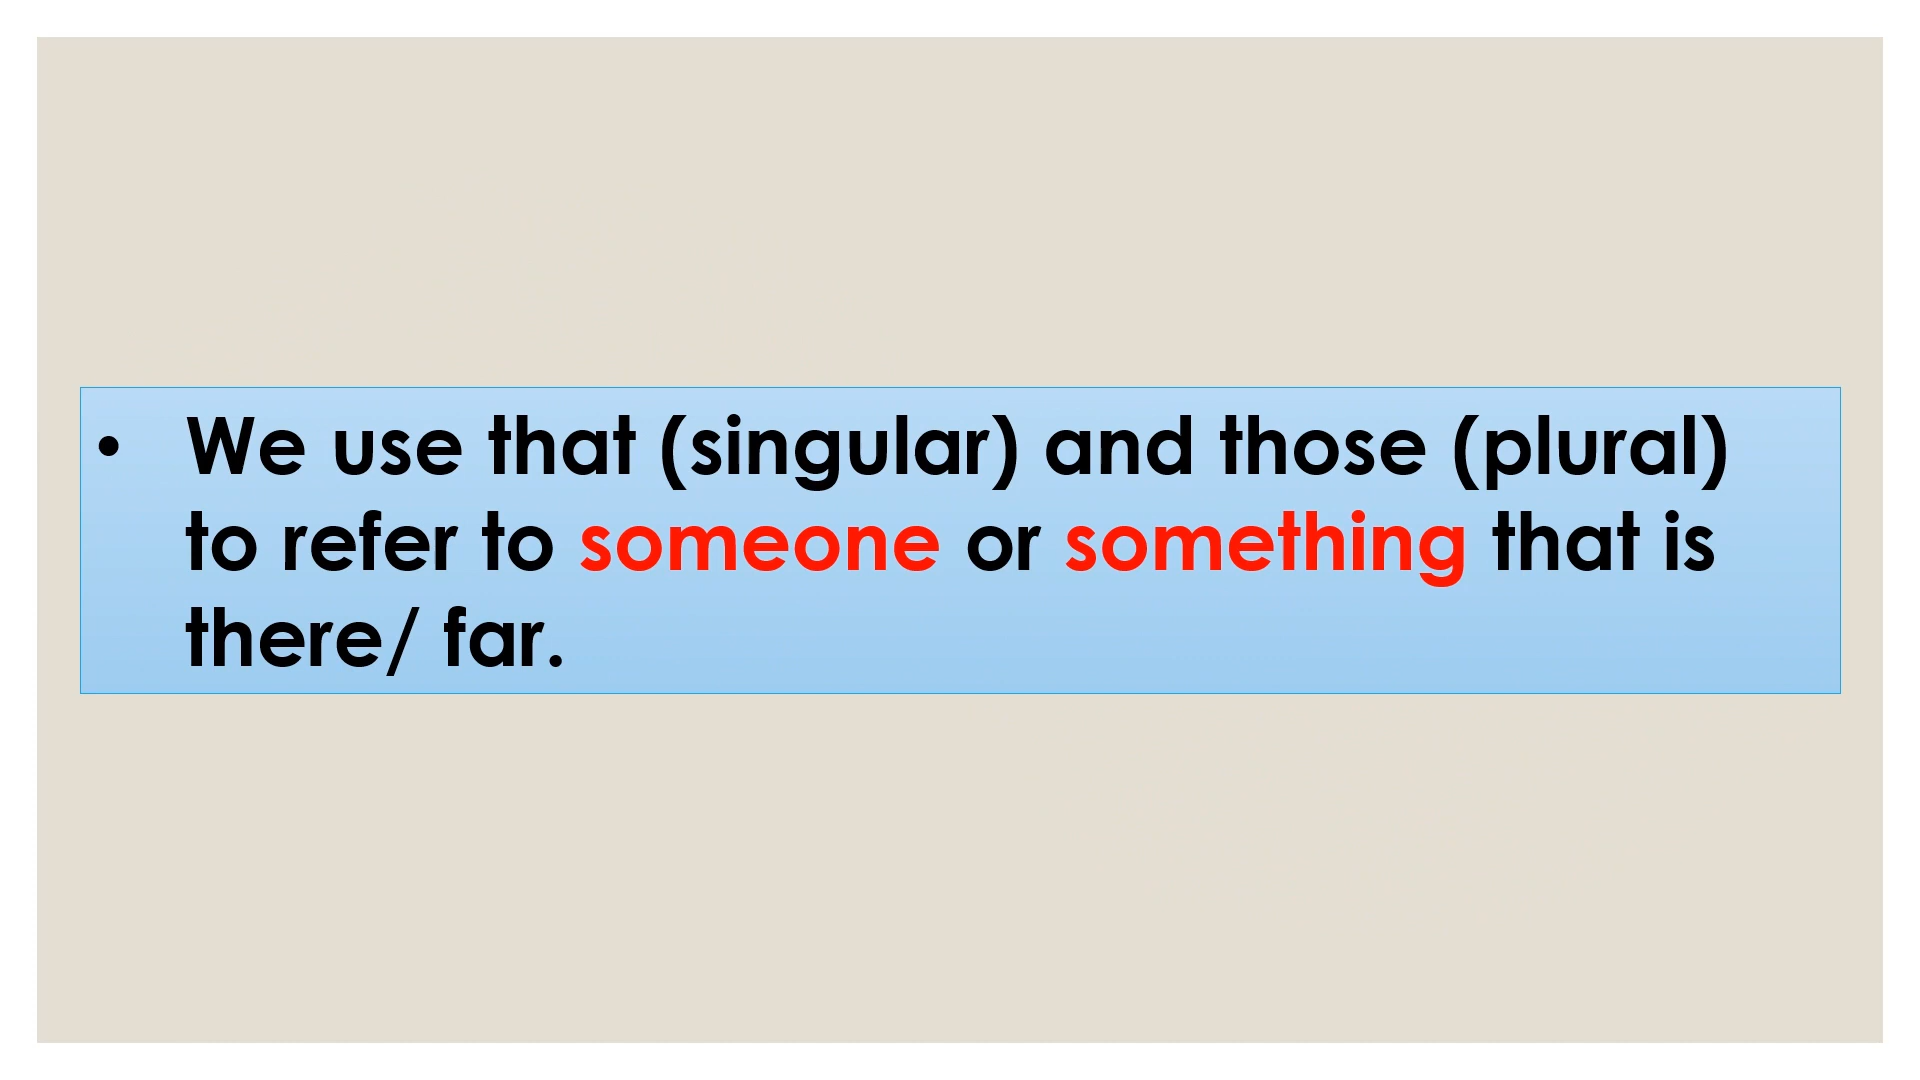 • We use that (singular) and those (plural)
to refer to someone or something that is
there/ far.